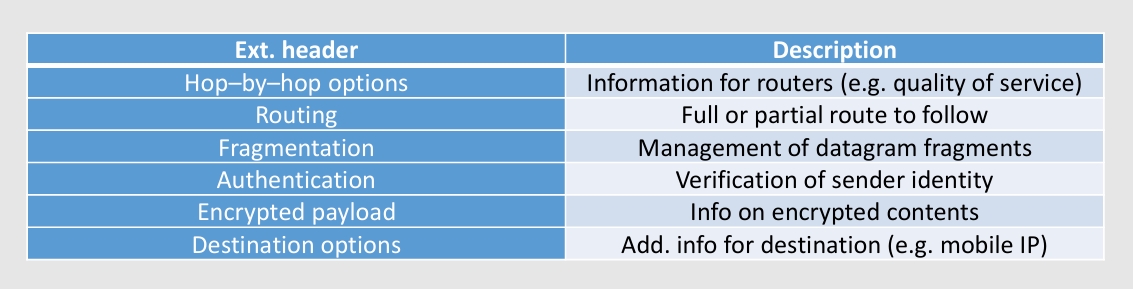 Ext. header Description
Hop–by–hop options Information for routers (e.g. quality of service)
Routing Full or partial route to follow
Fragmentation Management of datagram fragments
Authentication Verification of sender identity
Encrypted payload Info on encrypted contents
Destination options Add. info for destination (e.g. mobile IP)